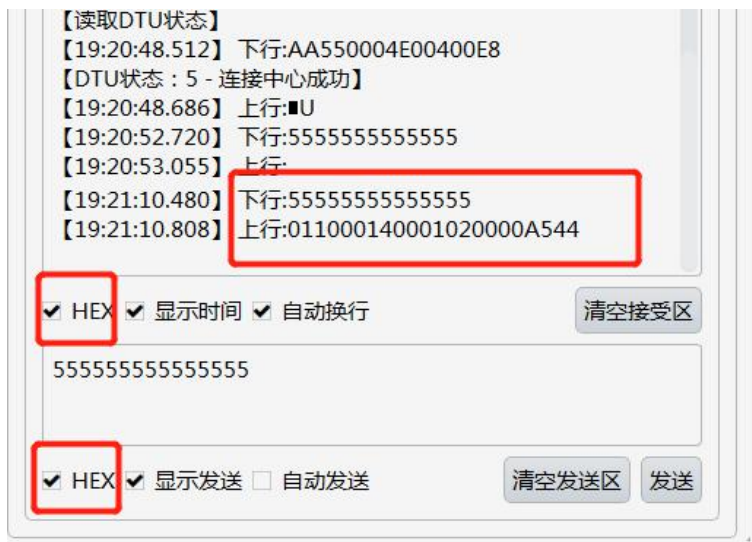 【读取DTU状态】
【19:20:48.512】 下行:AA550004E00400E8
【DTU状态：5 - 连接中心成功】
【19:20:48.686】 上行:■U
【19:20:52.720】 下行:5555555555555
【19:20:53.055】 上行:
【19:21:10.480】 下行:55555555555555
【19:21:10.808】 上行:011000140001020000A544
HEX 显示时间 自动换行 清空接受区
555555555555555
HEX 显示发送 自动发送 清空发送区 发送